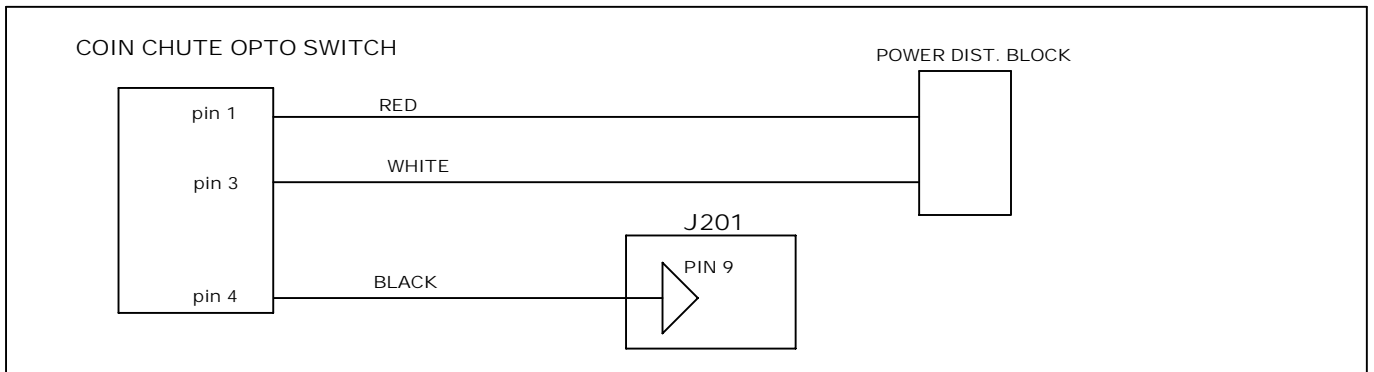 COIN CHUTE OPTO SWITCH
POWER DIST. BLOCK
pin 1
RED
WHITE
pin 3
J201
PIN 9
BLACK
pin 4